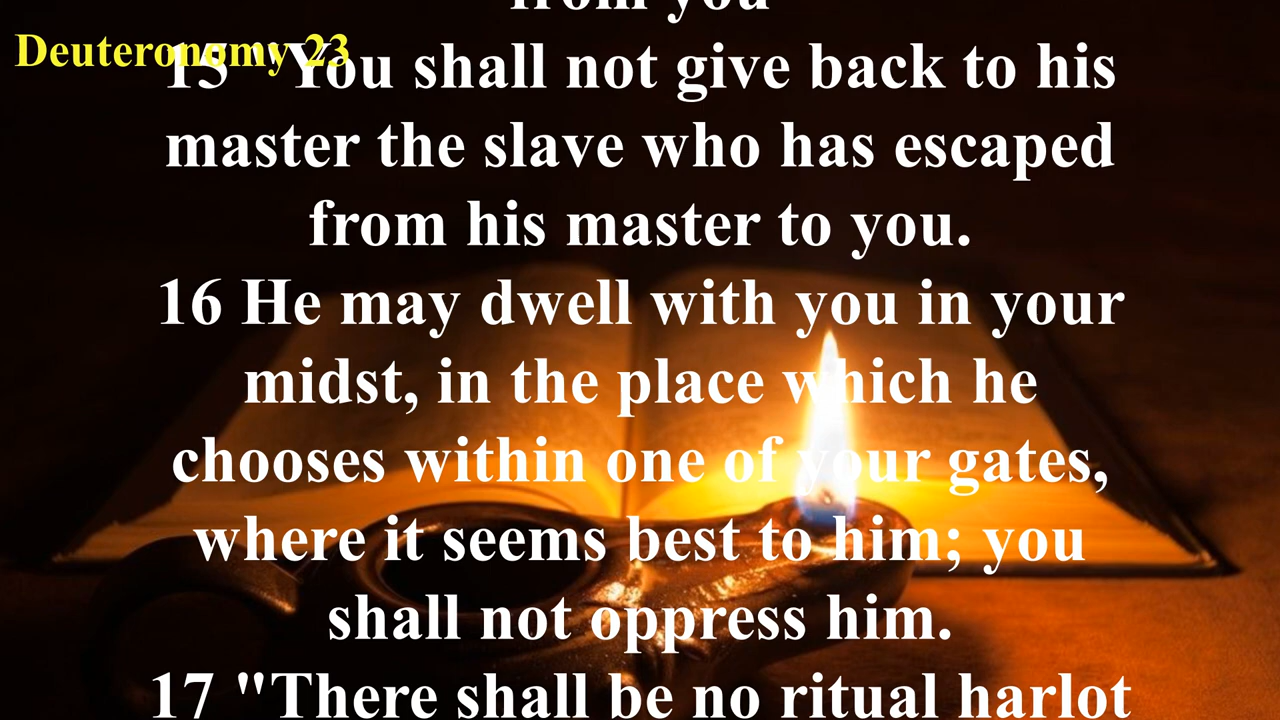 from you
Deuteronomy 23
15 "You shall not give back to his
master the slave who has escaped
from his master to you.
16 He may dwell with you in your
midst, in the place which he
chooses within one of your gates,
where it seems best to him; you
shall not oppress him.
17 "There shall be no ritual harlot